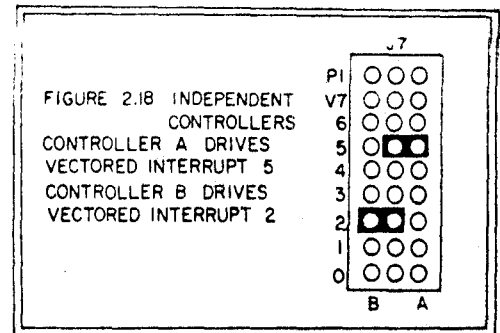 J7
FIGURE 2.18 INDEPENDENT
CONTROLLERS
CONTROLLER A DRIVES
VECTORED INTERRUPT 5
CONTROLLER B DRIVES
VECTORED INTERRUPT 2
PI
V7
6
5
4
3
2
1
0
B A